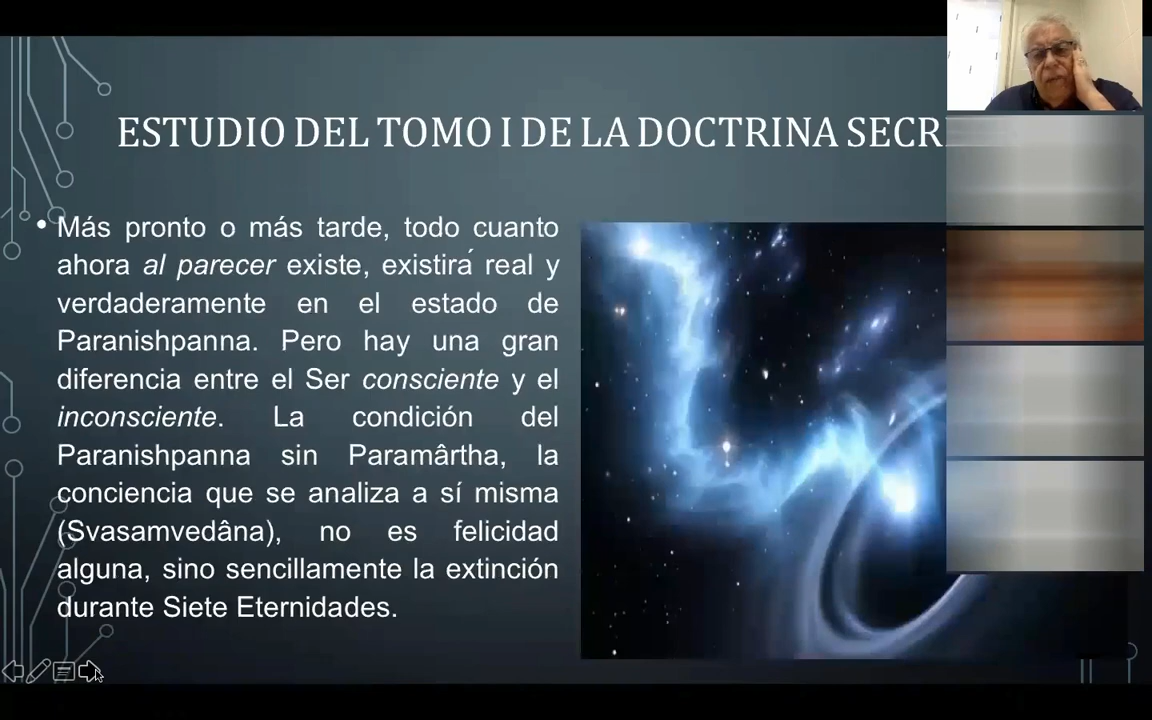 ESTUDIO DEL TOMO I DE LA DOCTRINA
• Más pronto o más tarde, todo cuanto
ahora al parecer existe, existirá real y
verdaderamente en el estado de
Paranishpanna. Pero hay una gran
diferencia entre el Ser consciente y el
inconsciente. La condición del
Paranishpanna sin Paramârtha, la
conciencia que se analiza a sí misma
(Svasamvedâna), no es felicidad
alguna, sino sencillamente la extinción
durante Siete Eternidades.